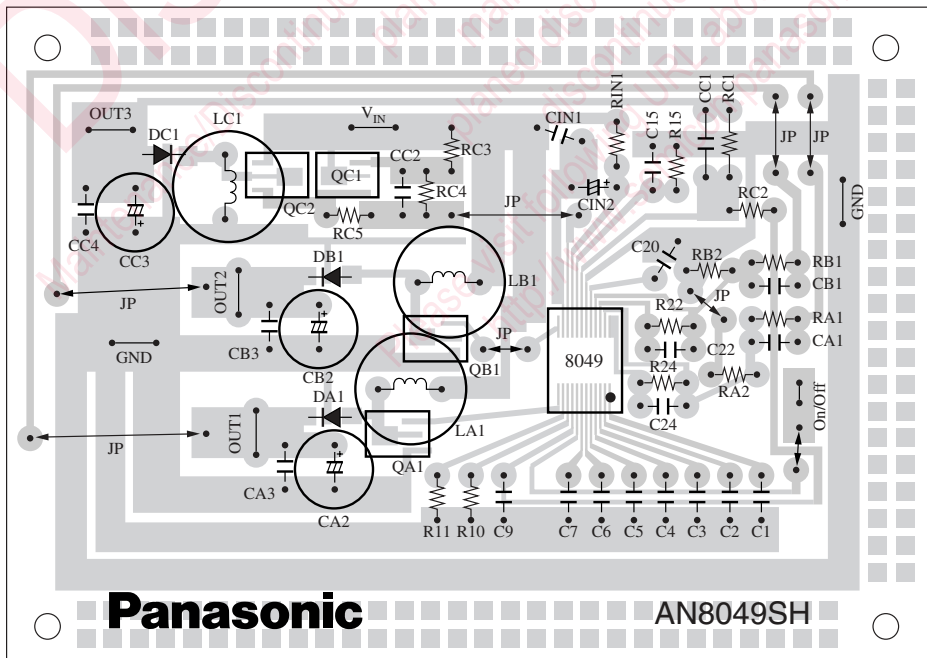 OUT3
DC1
LC1
V_IN
CIN1
RIN1
C15
R15
CC1
RC1
JP
JP
RC3
CC2
RC4
QC1
QC2
RC5
JP
CIN2
RC2
GND
CC4
CC3
DB1
LB1
C20
RB2
RB1
CB1
JP
OUT2
JP
R22
JP
RA1
CA1
GND
CB3
CB2
QB1
8049
C22
R24
RA2
DA1
LA1
C24
On/Off
OUT1
JP
QA1
CA3
CA2
R11
R10
C9
C7
C6
C5
C4
C3
C2
C1
Panasonic
AN8049SH